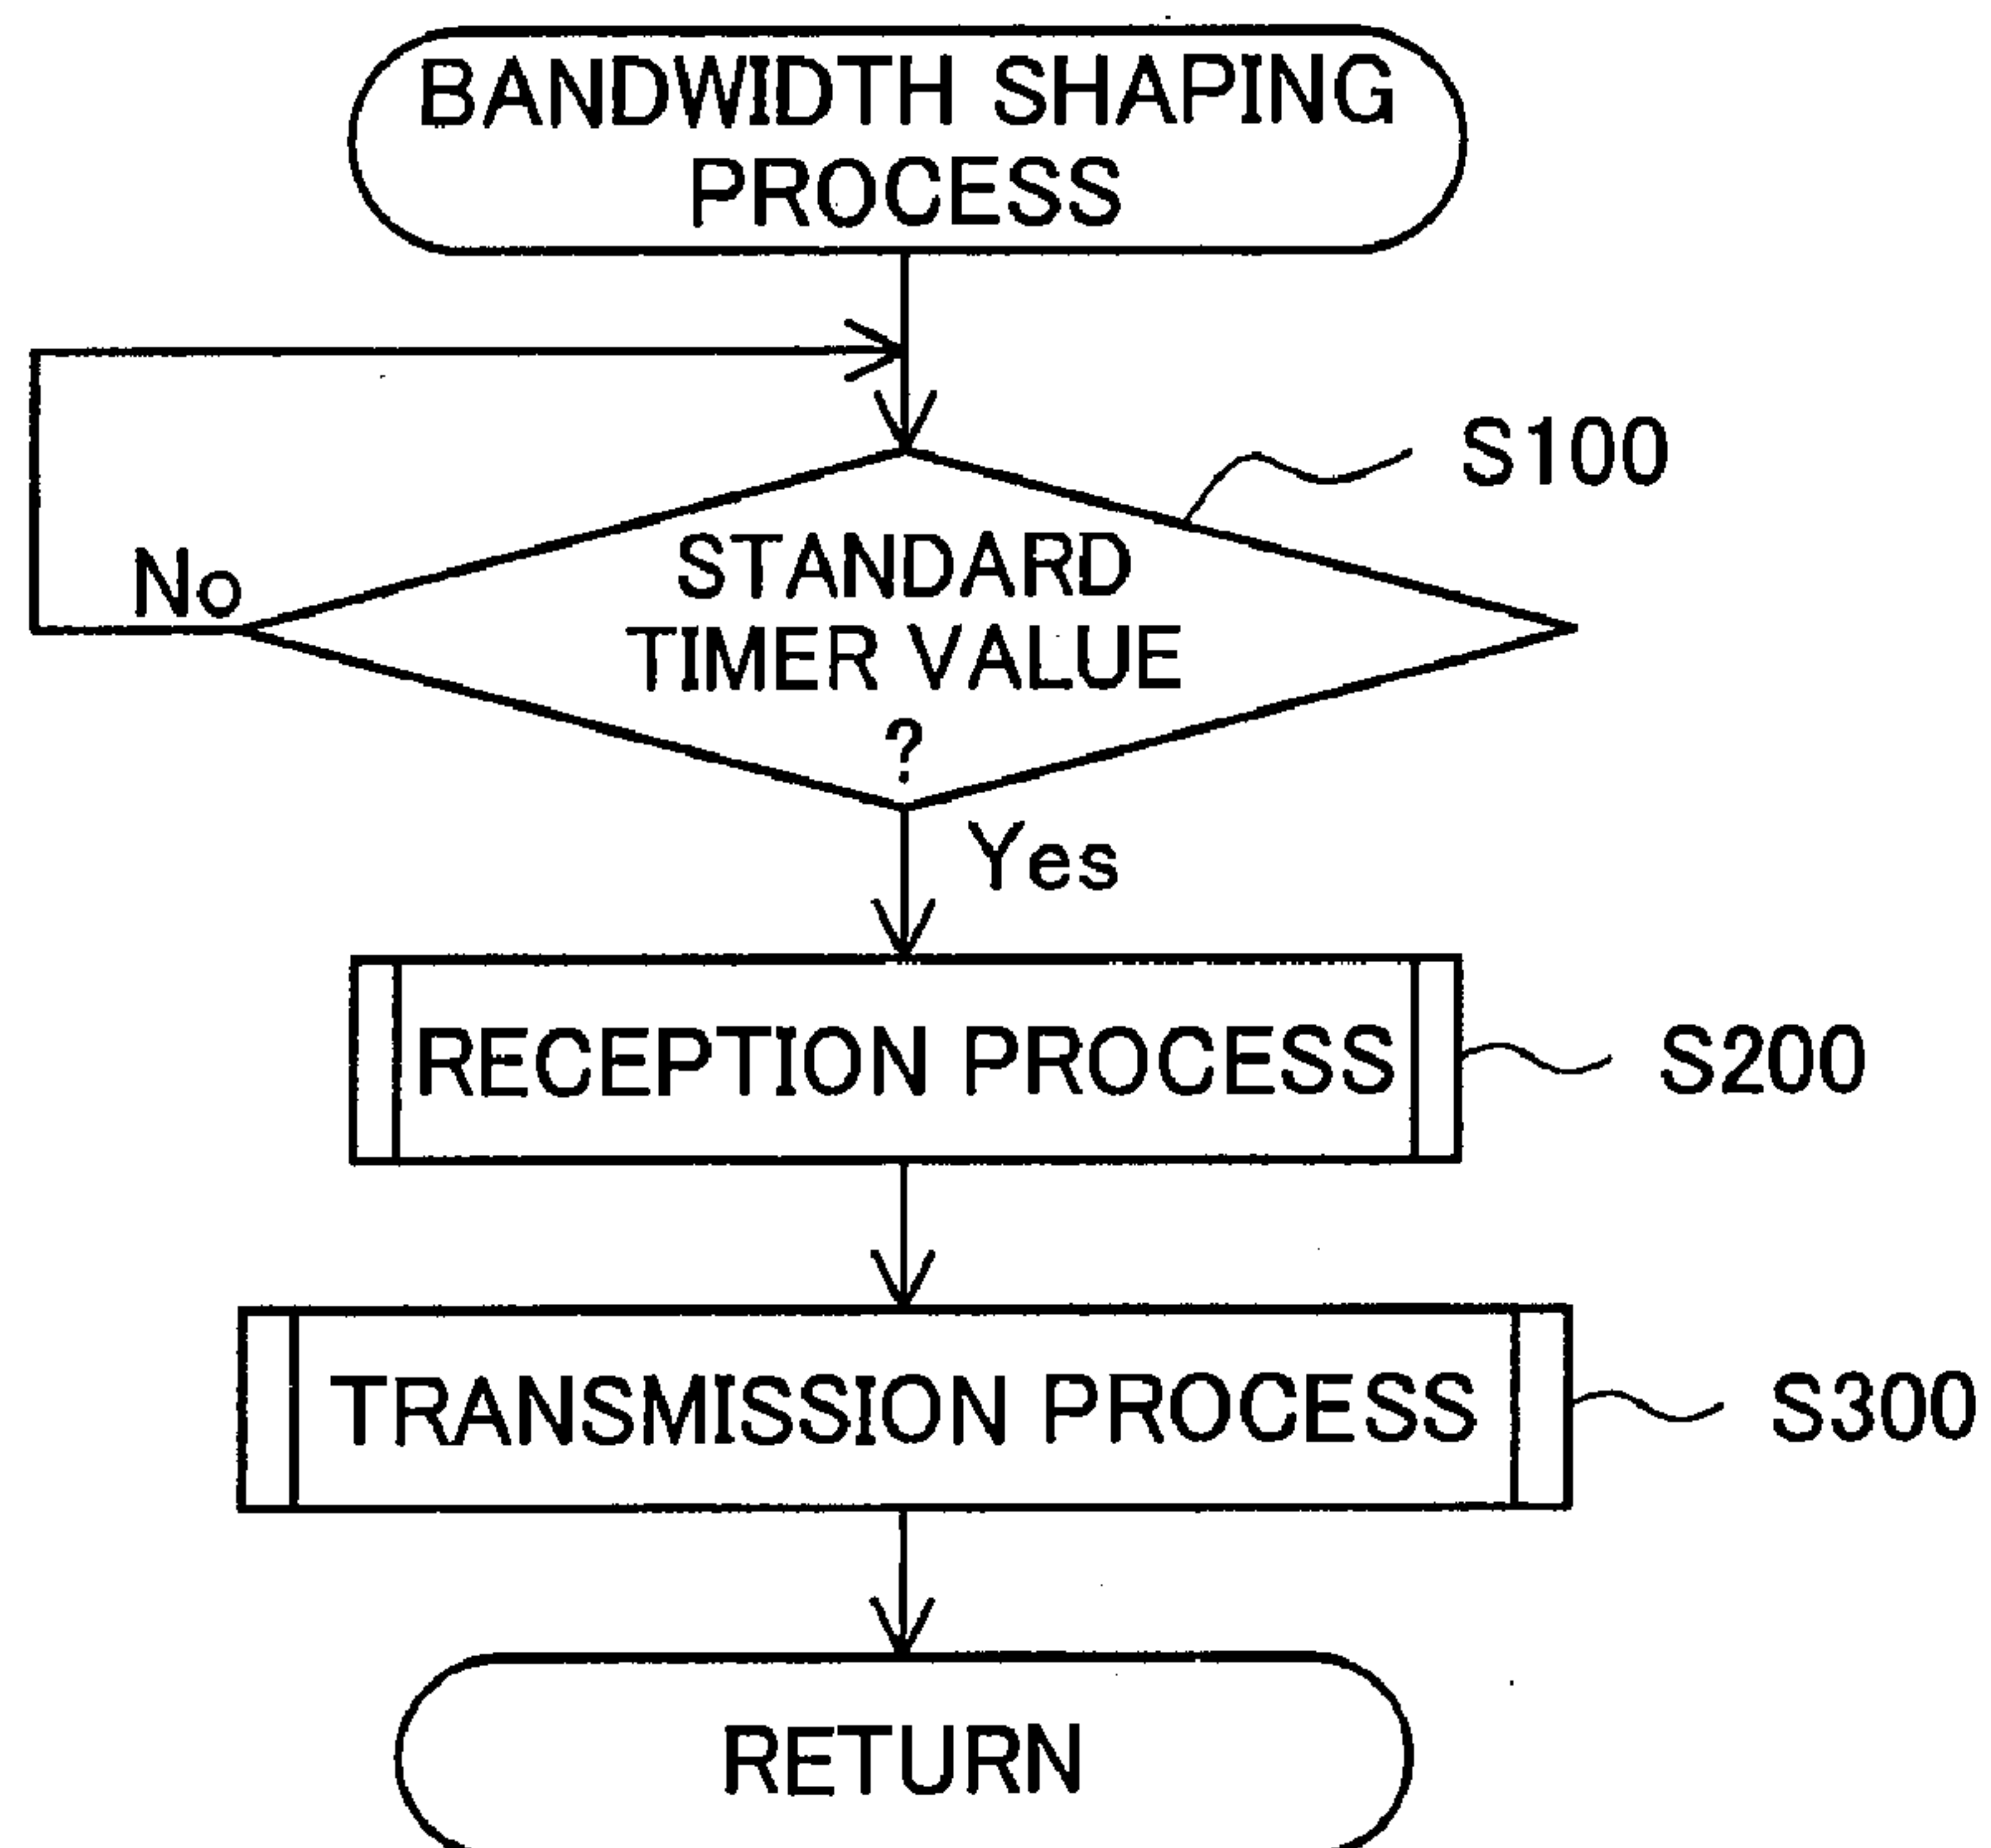 BANDWIDTH SHAPING
PROCESS
S100
STANDARD
TIMER VALUE
?
No
Yes
RECEPTION PROCESS
S200
TRANSMISSION PROCESS
S300
RETURN